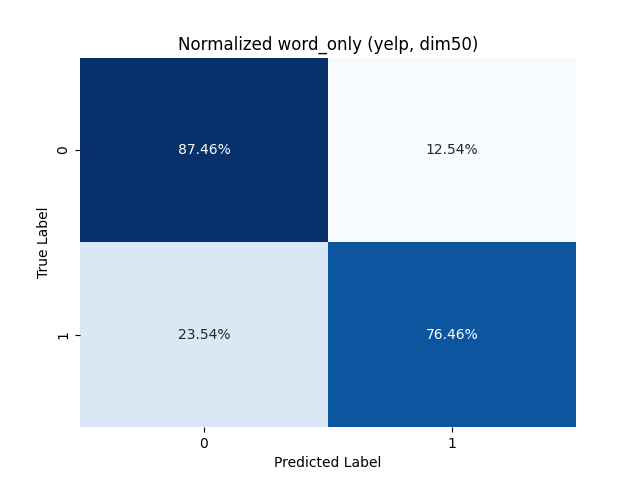 Normalized word_only (yelp, dim50)
True Label
0
87.46%
12.54%
1
23.54%
76.46%
0
1
Predicted Label